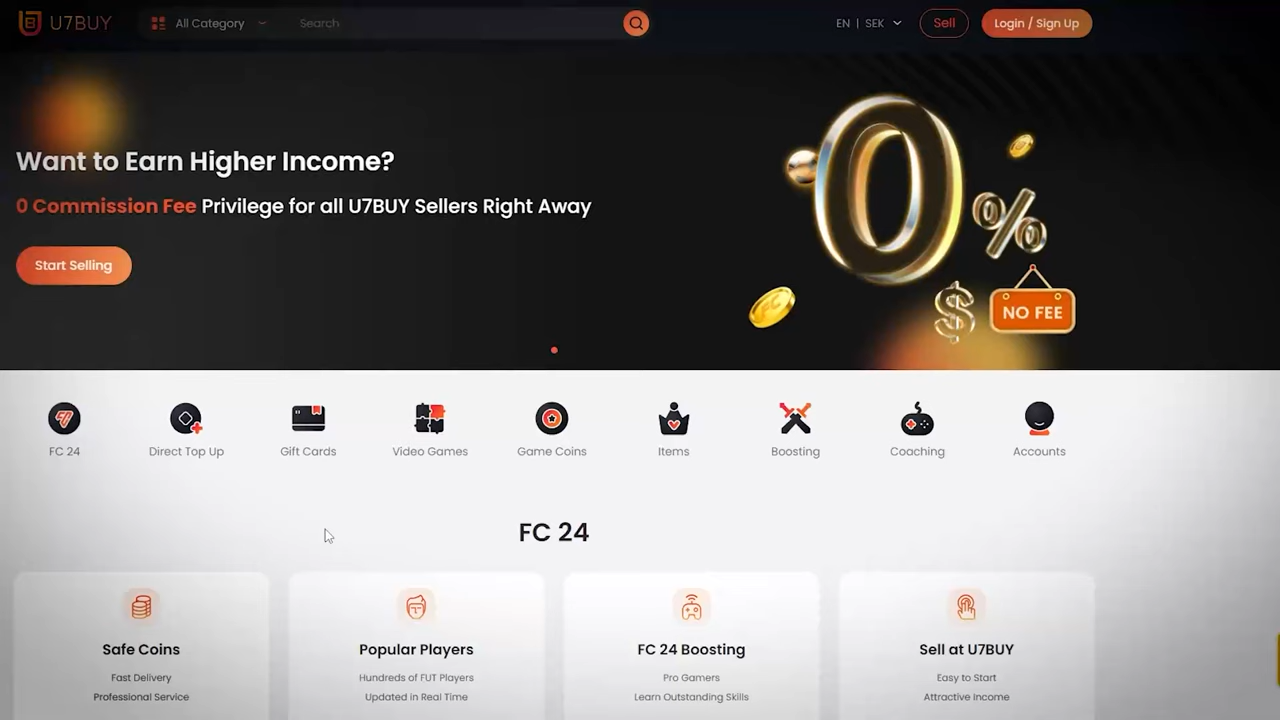 U7BUY
All Category
Search
EN | SEK
Sell
Login / Sign Up
Want to Earn Higher Income?
0 Commission Fee Privilege for all U7BUY Sellers Right Away
Start Selling
0%
$
NO FEE
FC 24
Direct Top Up
Gift Cards
Video Games
Game Coins
Items
Boosting
Coaching
Accounts
FC 24
Safe Coins
Fast Delivery
Professional Service
Popular Players
Hundreds of FUT Players
Updated in Real Time
FC 24 Boosting
Pro Gamers
Learn Outstanding Skills
Sell at U7BUY
Easy to Start
Attractive Income